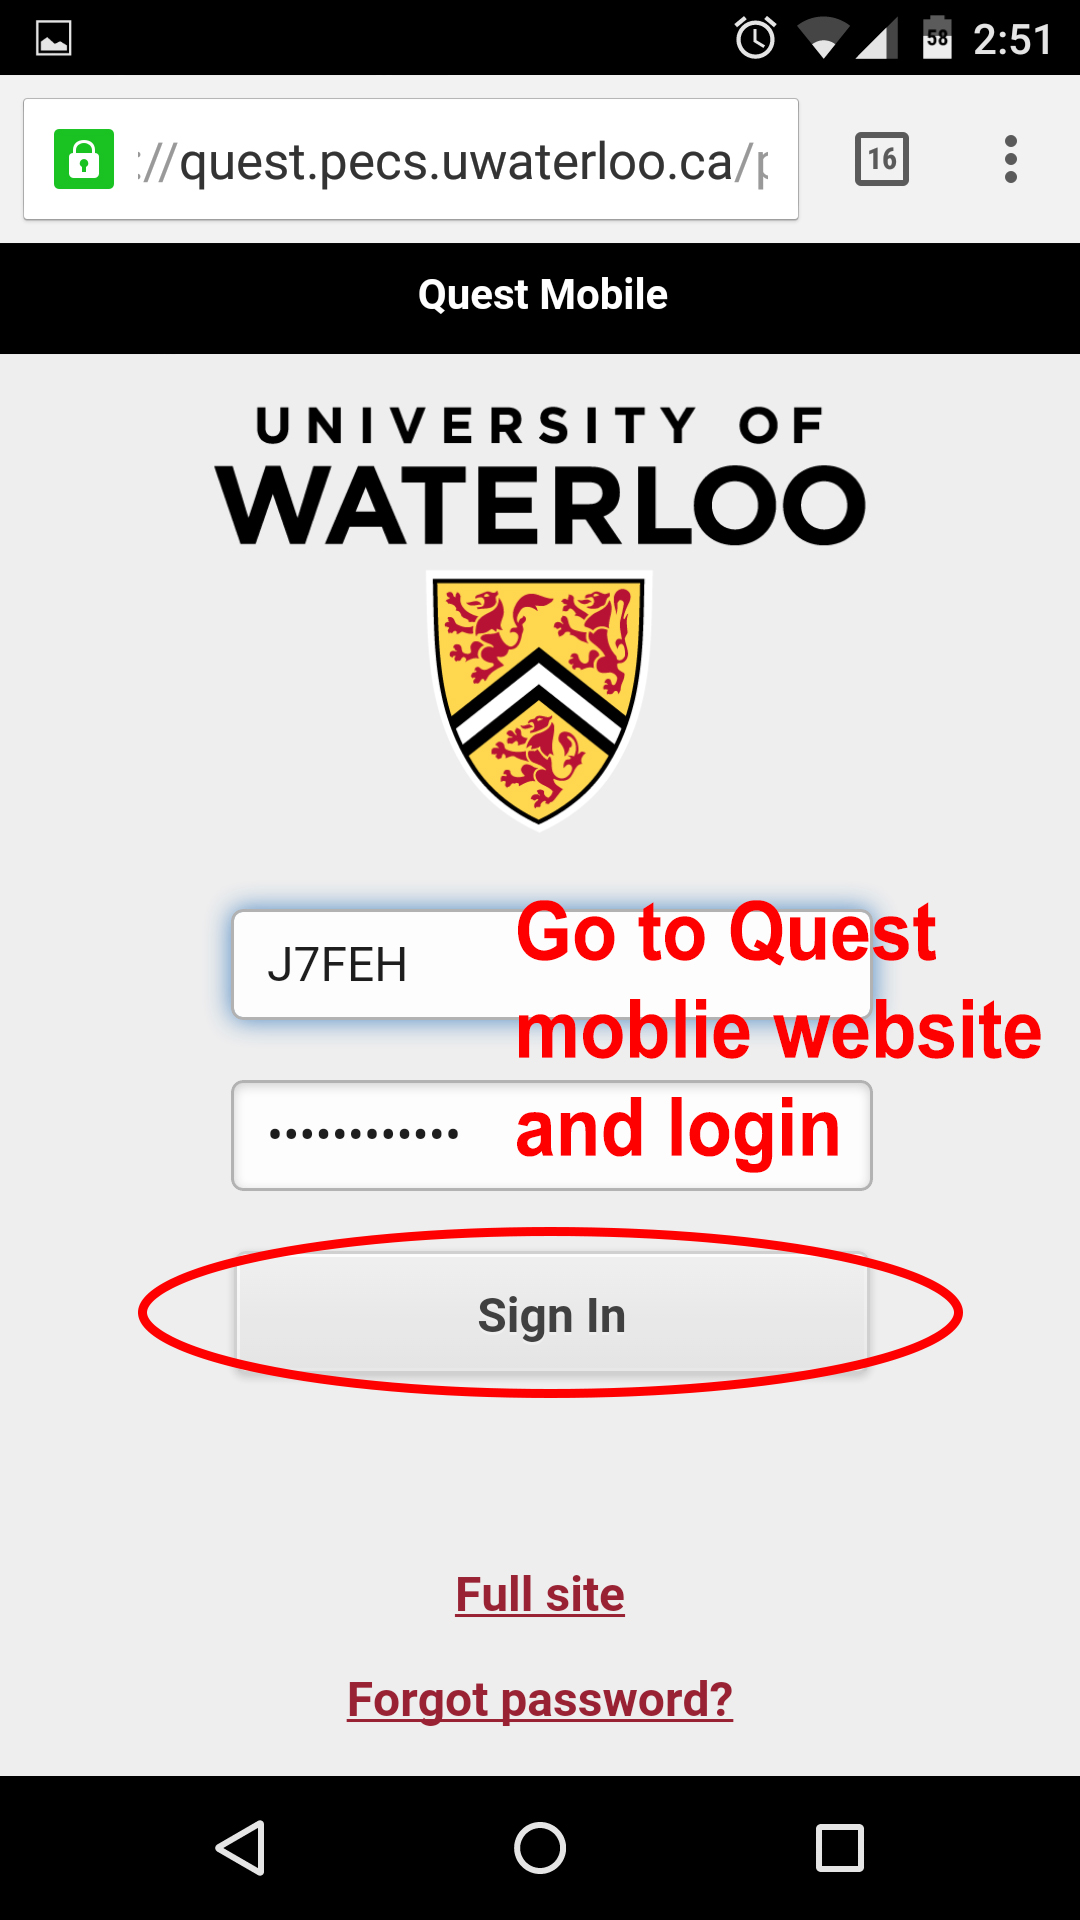 58 2:51
://quest.pecs.uwaterloo.ca/p 16
Quest Mobile
UNIVERSITY OF
WATERLOO
J7FEH
Go to Quest
moblie website
and login
••••••••••••
Sign In
Full site
Forgot password?